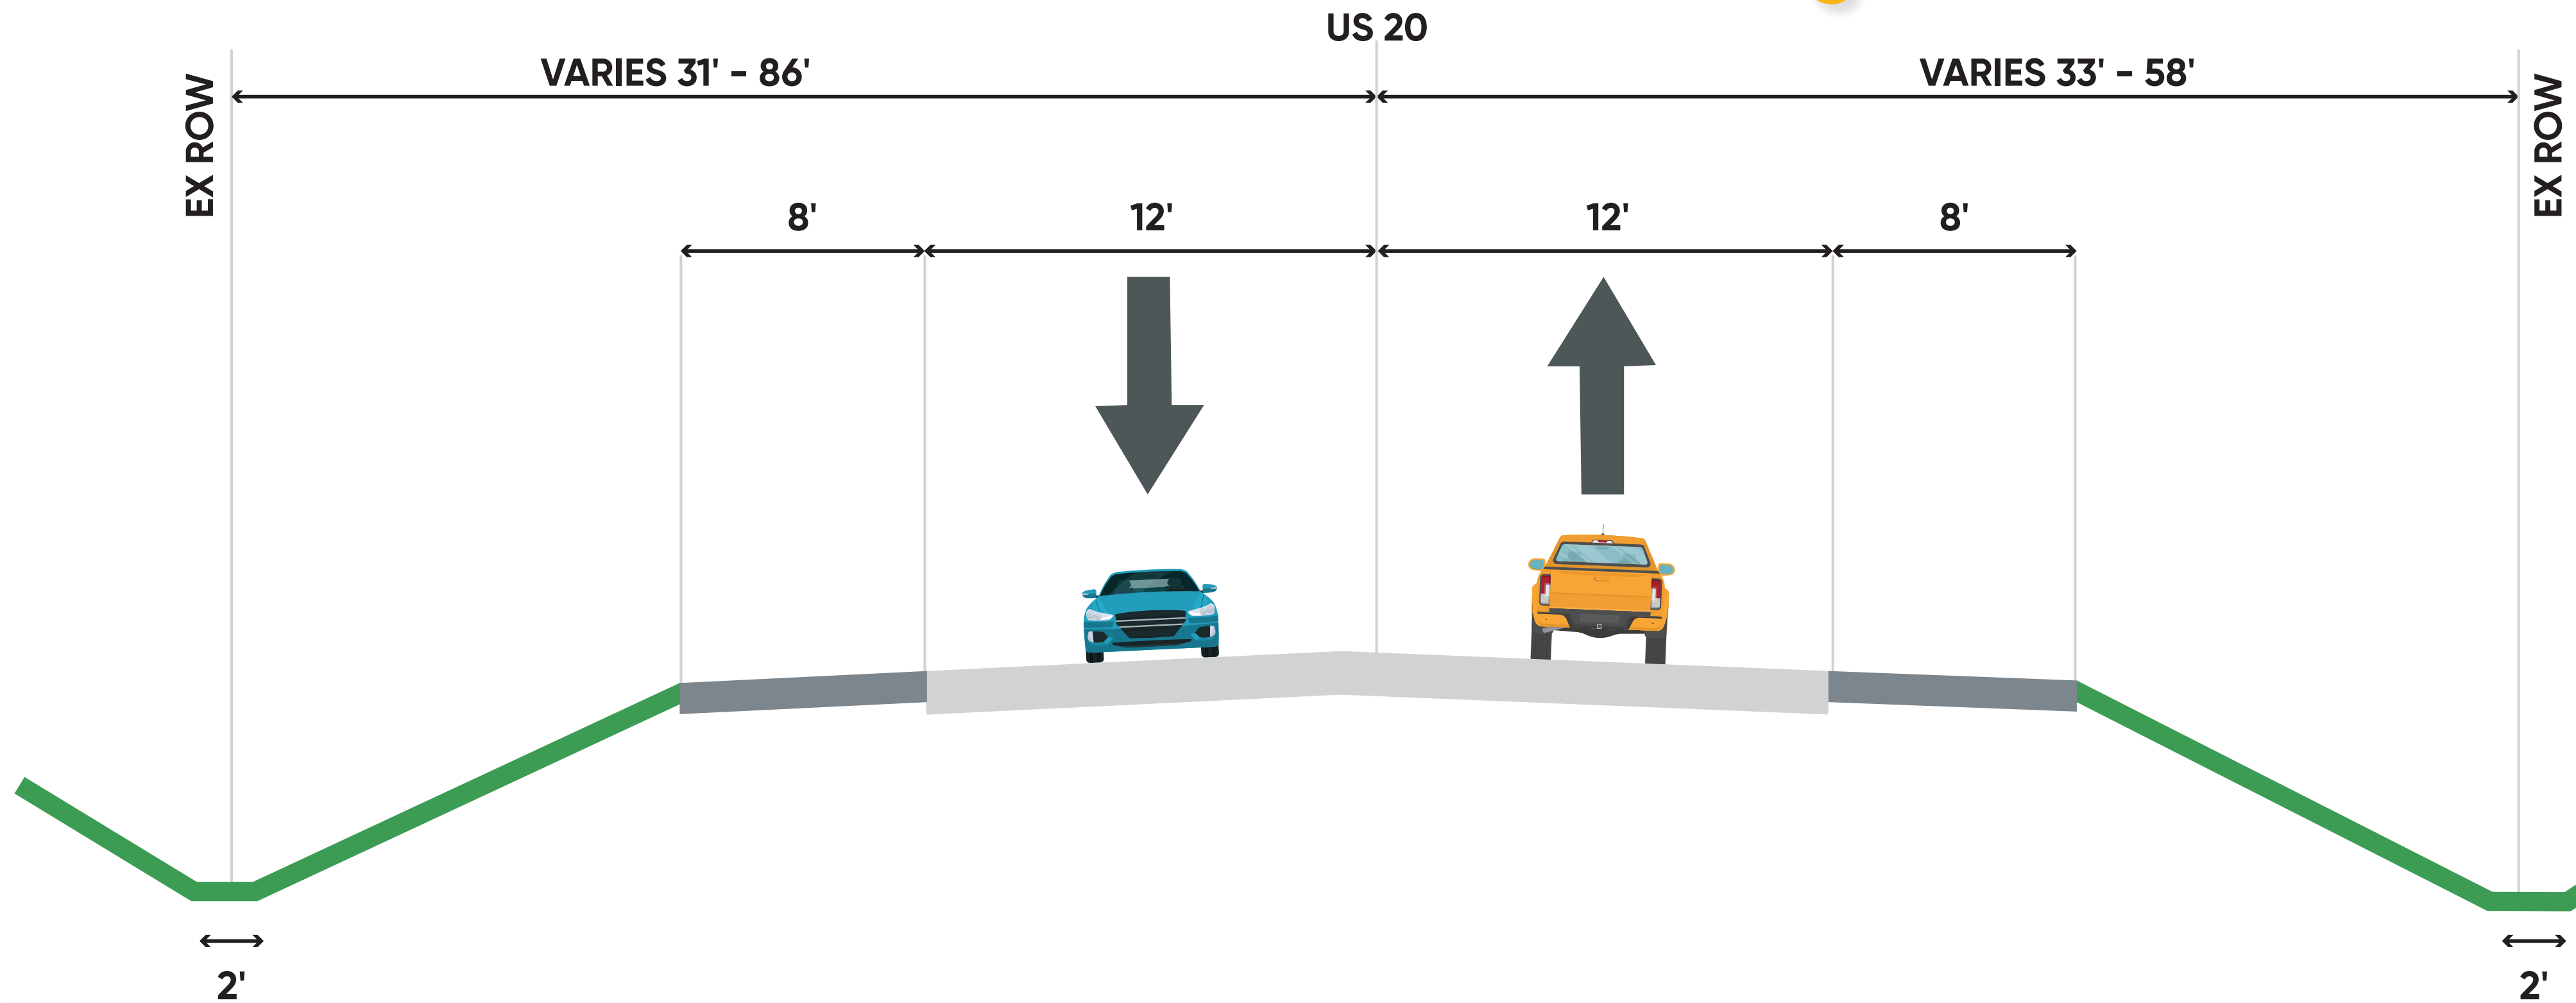 US 20
VARIES 31' - 86'
VARIES 33' - 58'
EX ROW
EX ROW
8'
12'
12'
8'
2'
2'